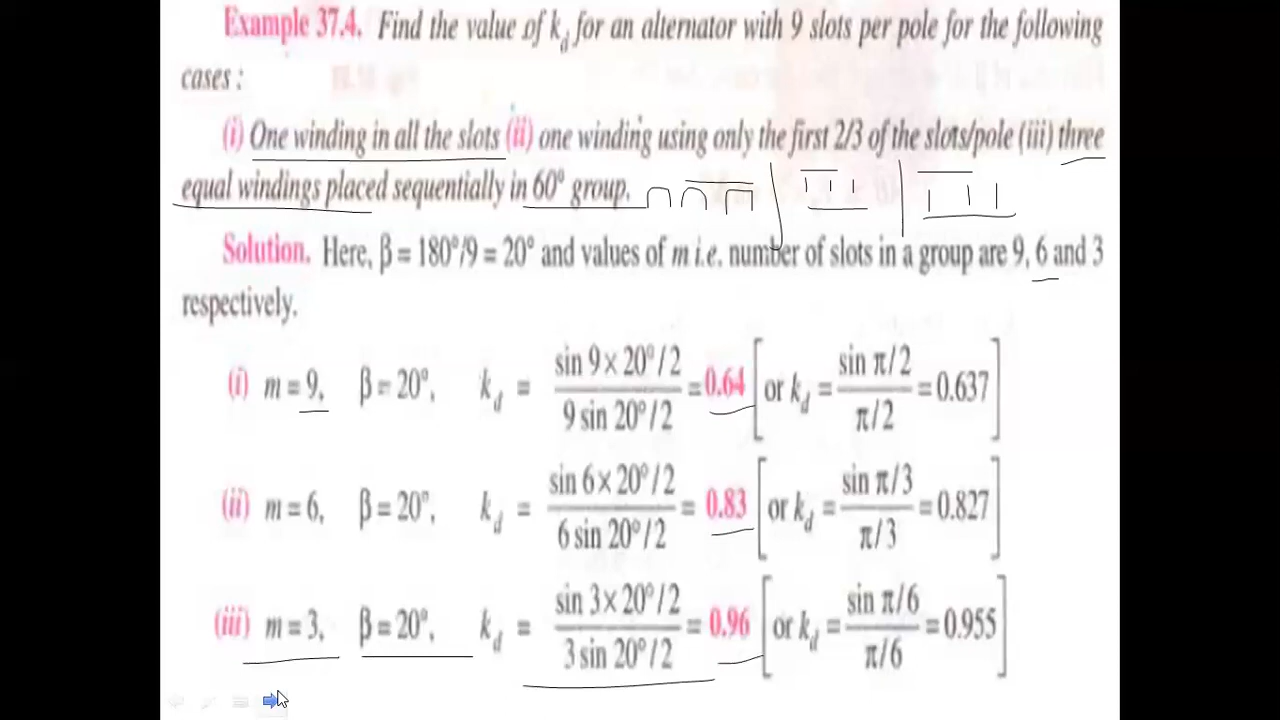 Example 37.4. Find the value of k_d for an alternator with 9 slots per pole for the following
cases :
(i) One winding in all the slots (ii) one winding using only the first 2/3 of the slots/pole (iii) three
equal windings placed sequentially in 60° group.
Solution. Here, β = 180°/9 = 20° and values of m i.e. number of slots in a group are 9, 6 and 3
respectively.
(i) m = 9, β = 20°, k_d = sin 9 × 20°/2 / 9 sin 20°/2 = 0.64 [or k_d = sin π/2 / π/2 = 0.637]
(ii) m = 6, β = 20°, k_d = sin 6 × 20°/2 / 6 sin 20°/2 = 0.83 [or k_d = sin π/3 / π/3 = 0.827]
(iii) m = 3, β = 20°, k_d = sin 3 × 20°/2 / 3 sin 20°/2 = 0.96 [or k_d = sin π/6 / π/6 = 0.955]